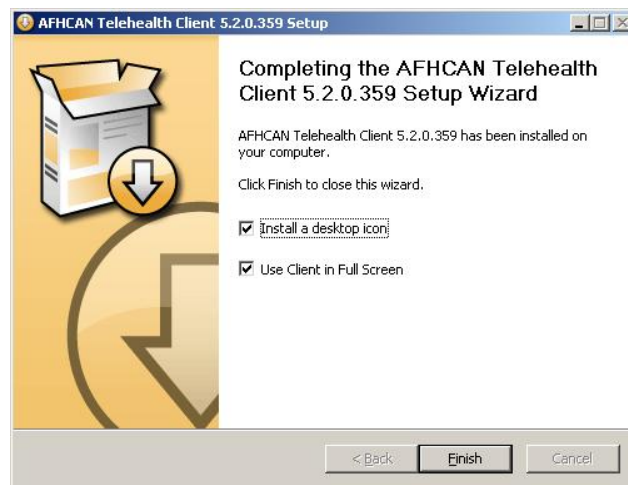 AFHCAN Telehealth Client 5.2.0.359 Setup
Completing the AFHCAN Telehealth
Client 5.2.0.359 Setup Wizard
AFHCAN Telehealth Client 5.2.0.359 has been installed on
your computer.
Click Finish to close this wizard.
Install a desktop icon
Use Client in Full Screen
< Back Finish Cancel